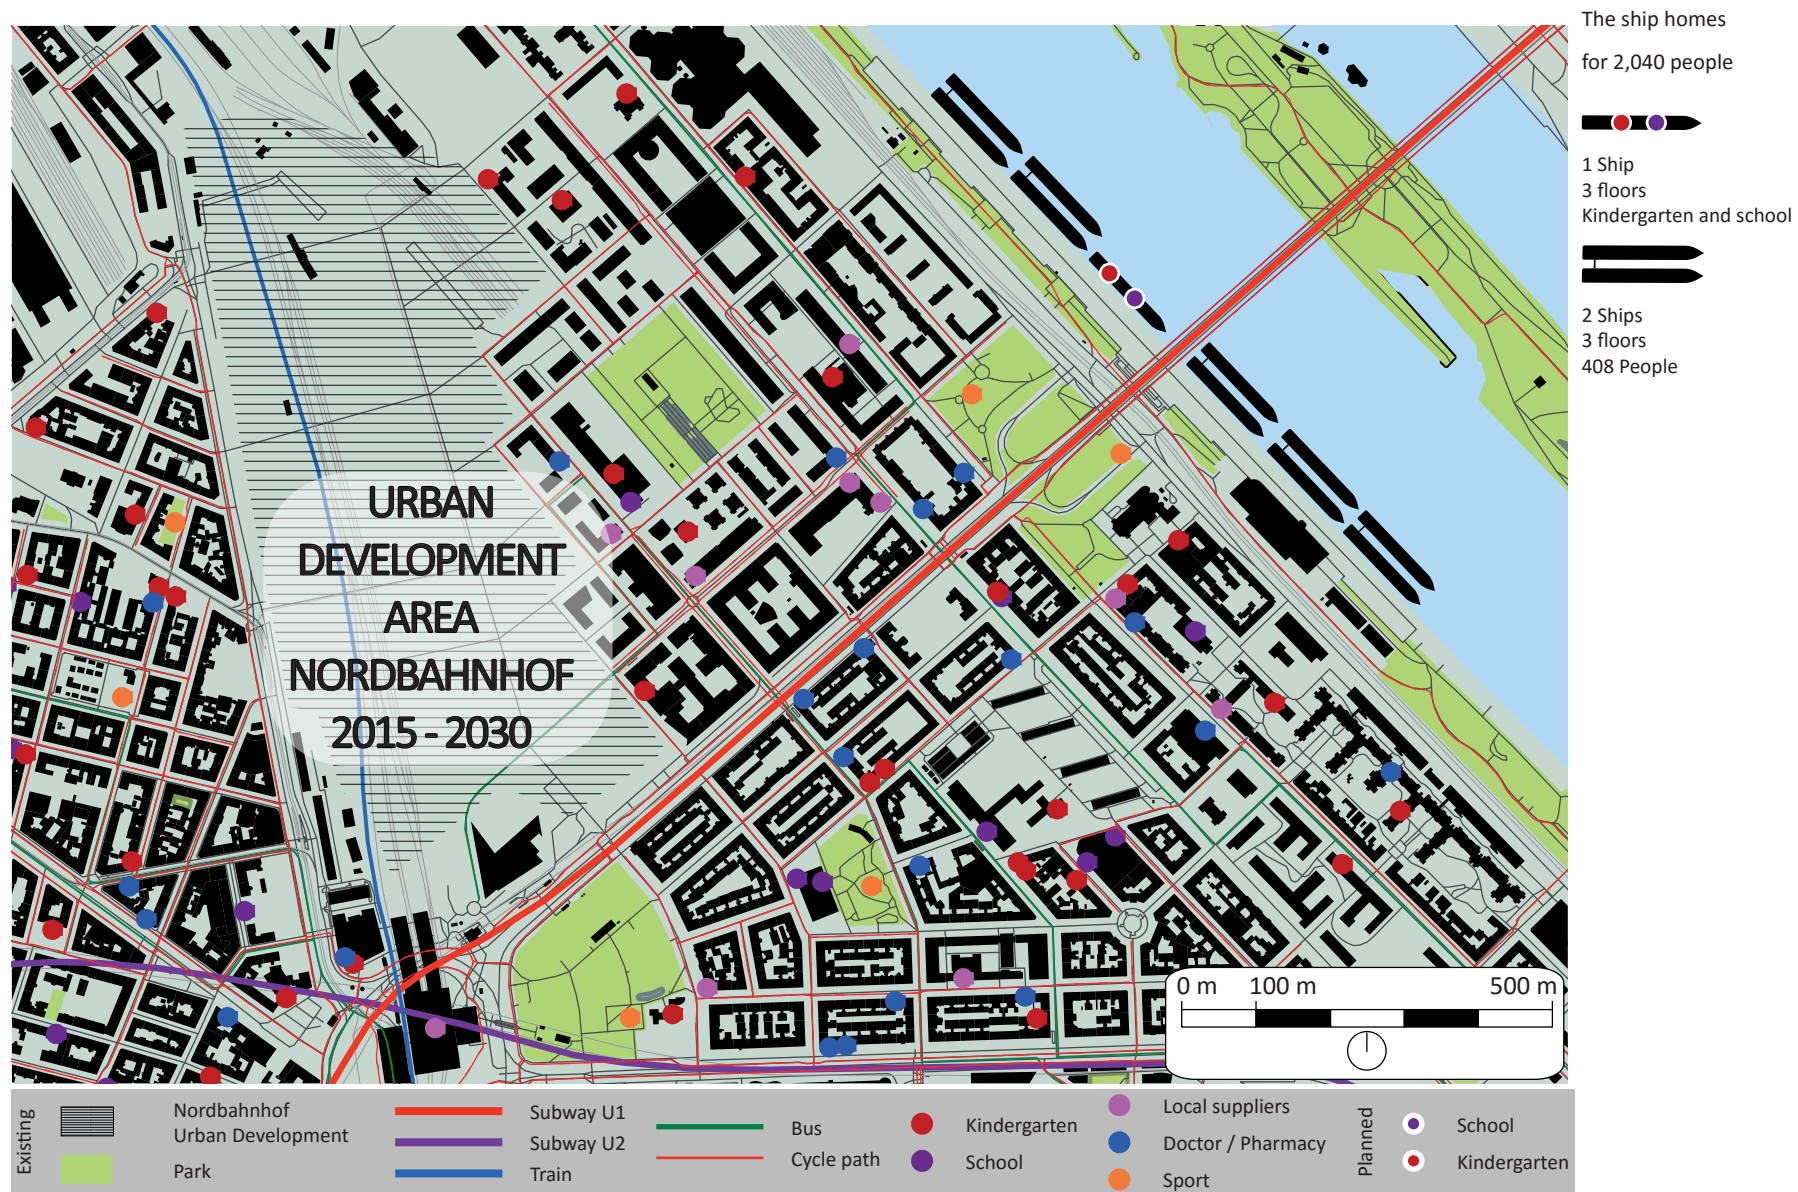 The ship homes
for 2,040 people
1 Ship
3 floors
Kindergarten and school
2 Ships
3 floors
408 People
URBAN
DEVELOPMENT
AREA
NORDBAHNHOF
2015 - 2030
0 m 100 m 500 m
Existing
Nordbahnhof
Urban Development
Park
Subway U1
Subway U2
Train
Bus
Cycle path
Kindergarten
School
Local suppliers
Doctor / Pharmacy
Sport
Planned
School
Kindergarten